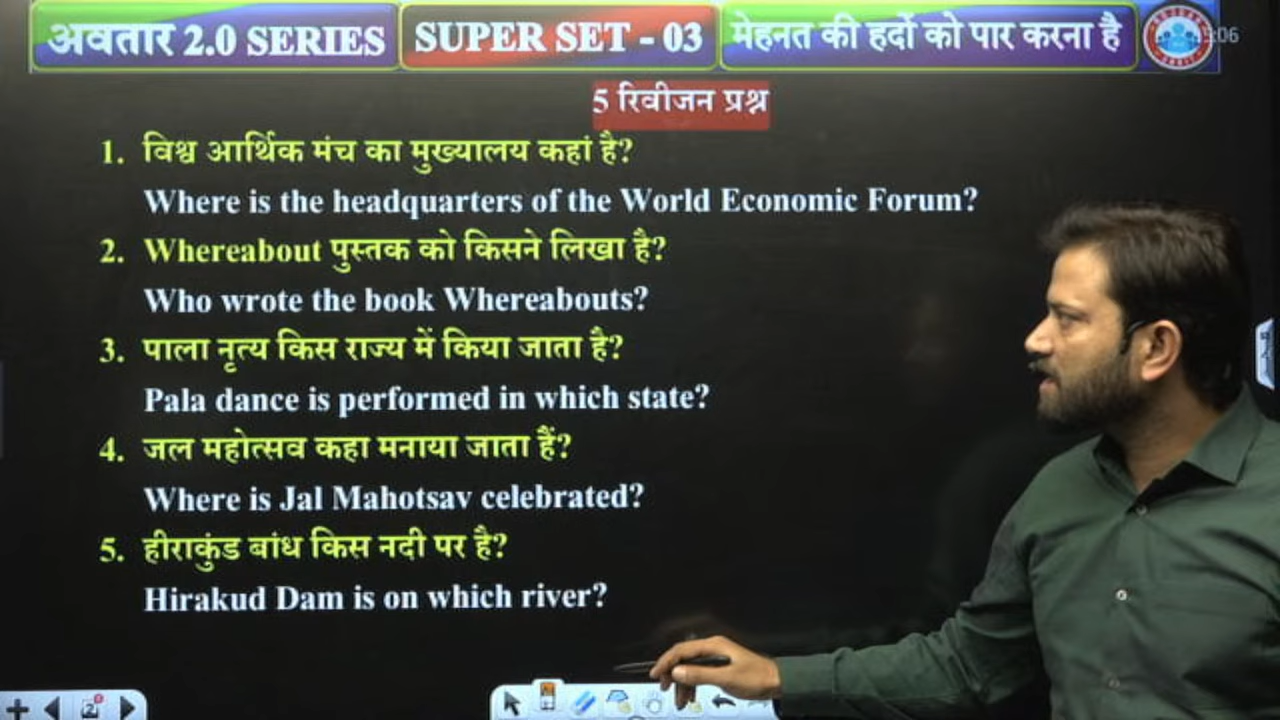 अवतार 2.0 SERIES SUPER SET - 03 मेहनत की हदों को पार करना है
5 रिवीजन प्रश्न
1. विश्व आर्थिक मंच का मुख्यालय कहां है?
Where is the headquarters of the World Economic Forum?
2. Whereabout पुस्तक को किसने लिखा है?
Who wrote the book Whereabouts?
3. पाला नृत्य किस राज्य में किया जाता है?
Pala dance is performed in which state?
4. जल महोत्सव कहा मनाया जाता हैं?
Where is Jal Mahotsav celebrated?
5. हीराकुंड बांध किस नदी पर है?
Hirakud Dam is on which river?